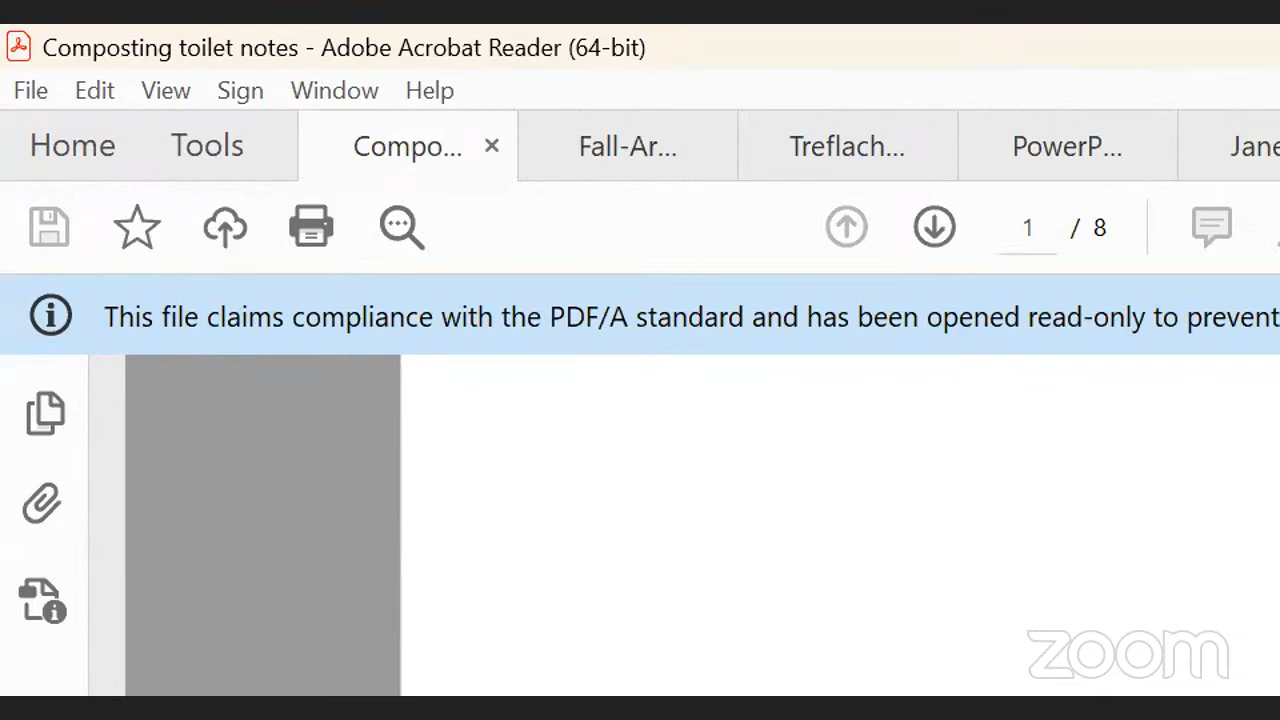 Composting toilet notes - Adobe Acrobat Reader (64-bit)
File Edit View Sign Window Help
Home Tools Compo... × Fall-Ar... Treflach... PowerP... Jane
1 / 8
This file claims compliance with the PDF/A standard and has been opened read-only to prevent
zoom